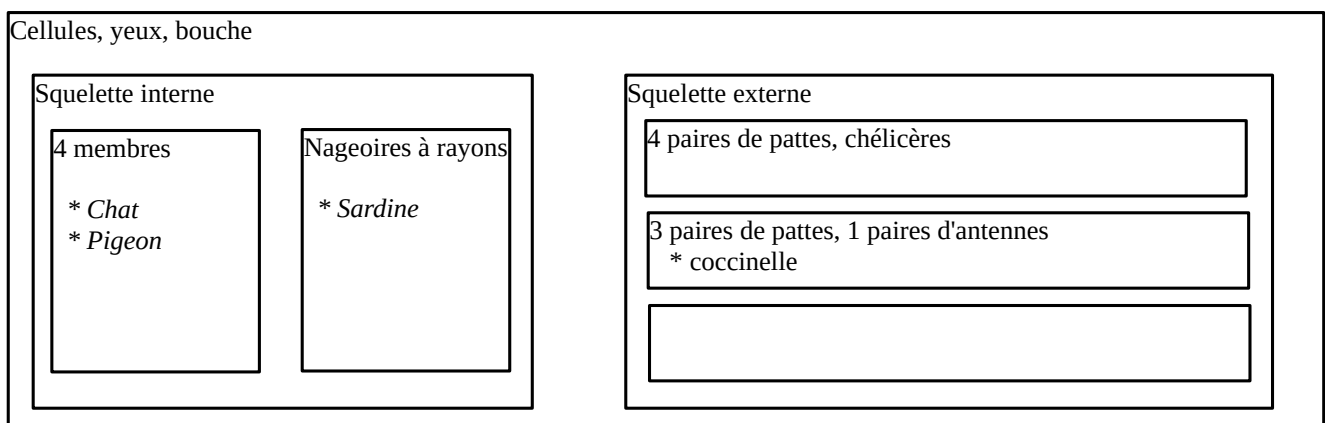 Cellules, yeux, bouche
Squelette interne
4 membres
* Chat
* Pigeon
Nageoires à rayons
* Sardine
Squelette externe
4 paires de pattes, chélicères
3 paires de pattes, 1 paires d'antennes
* coccinelle